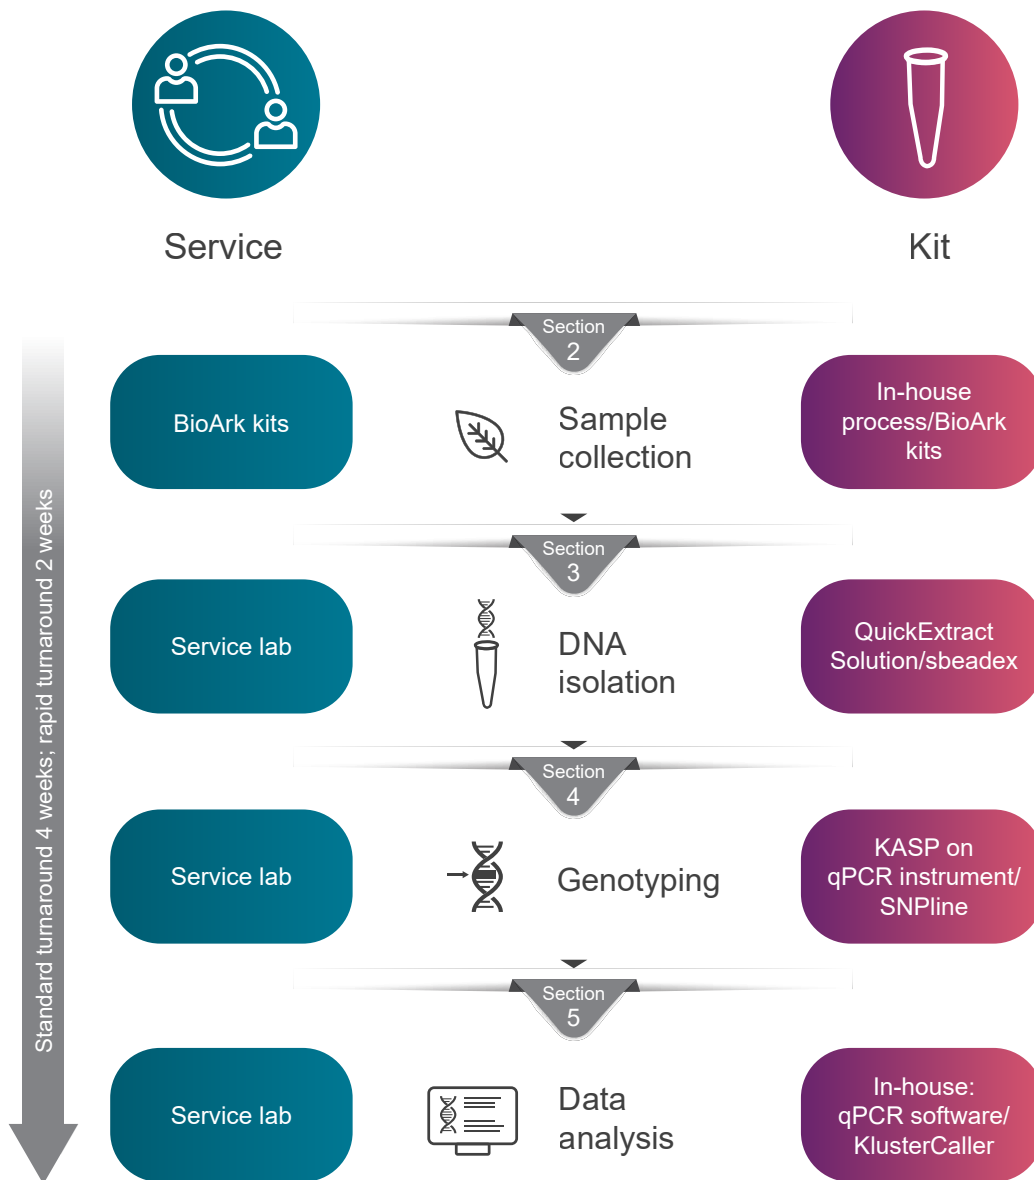 Service
Kit
Standard turnaround 4 weeks; rapid turnaround 2 weeks
Section
2
BioArk kits
Sample
collection
In-house
process/BioArk
kits
Section
3
Service lab
DNA
isolation
QuickExtract
Solution/sbeadex
Section
4
Service lab
Genotyping
KASP on
qPCR instrument/
SNPline
Section
5
Service lab
Data
analysis
In-house:
qPCR software/
KlusterCaller